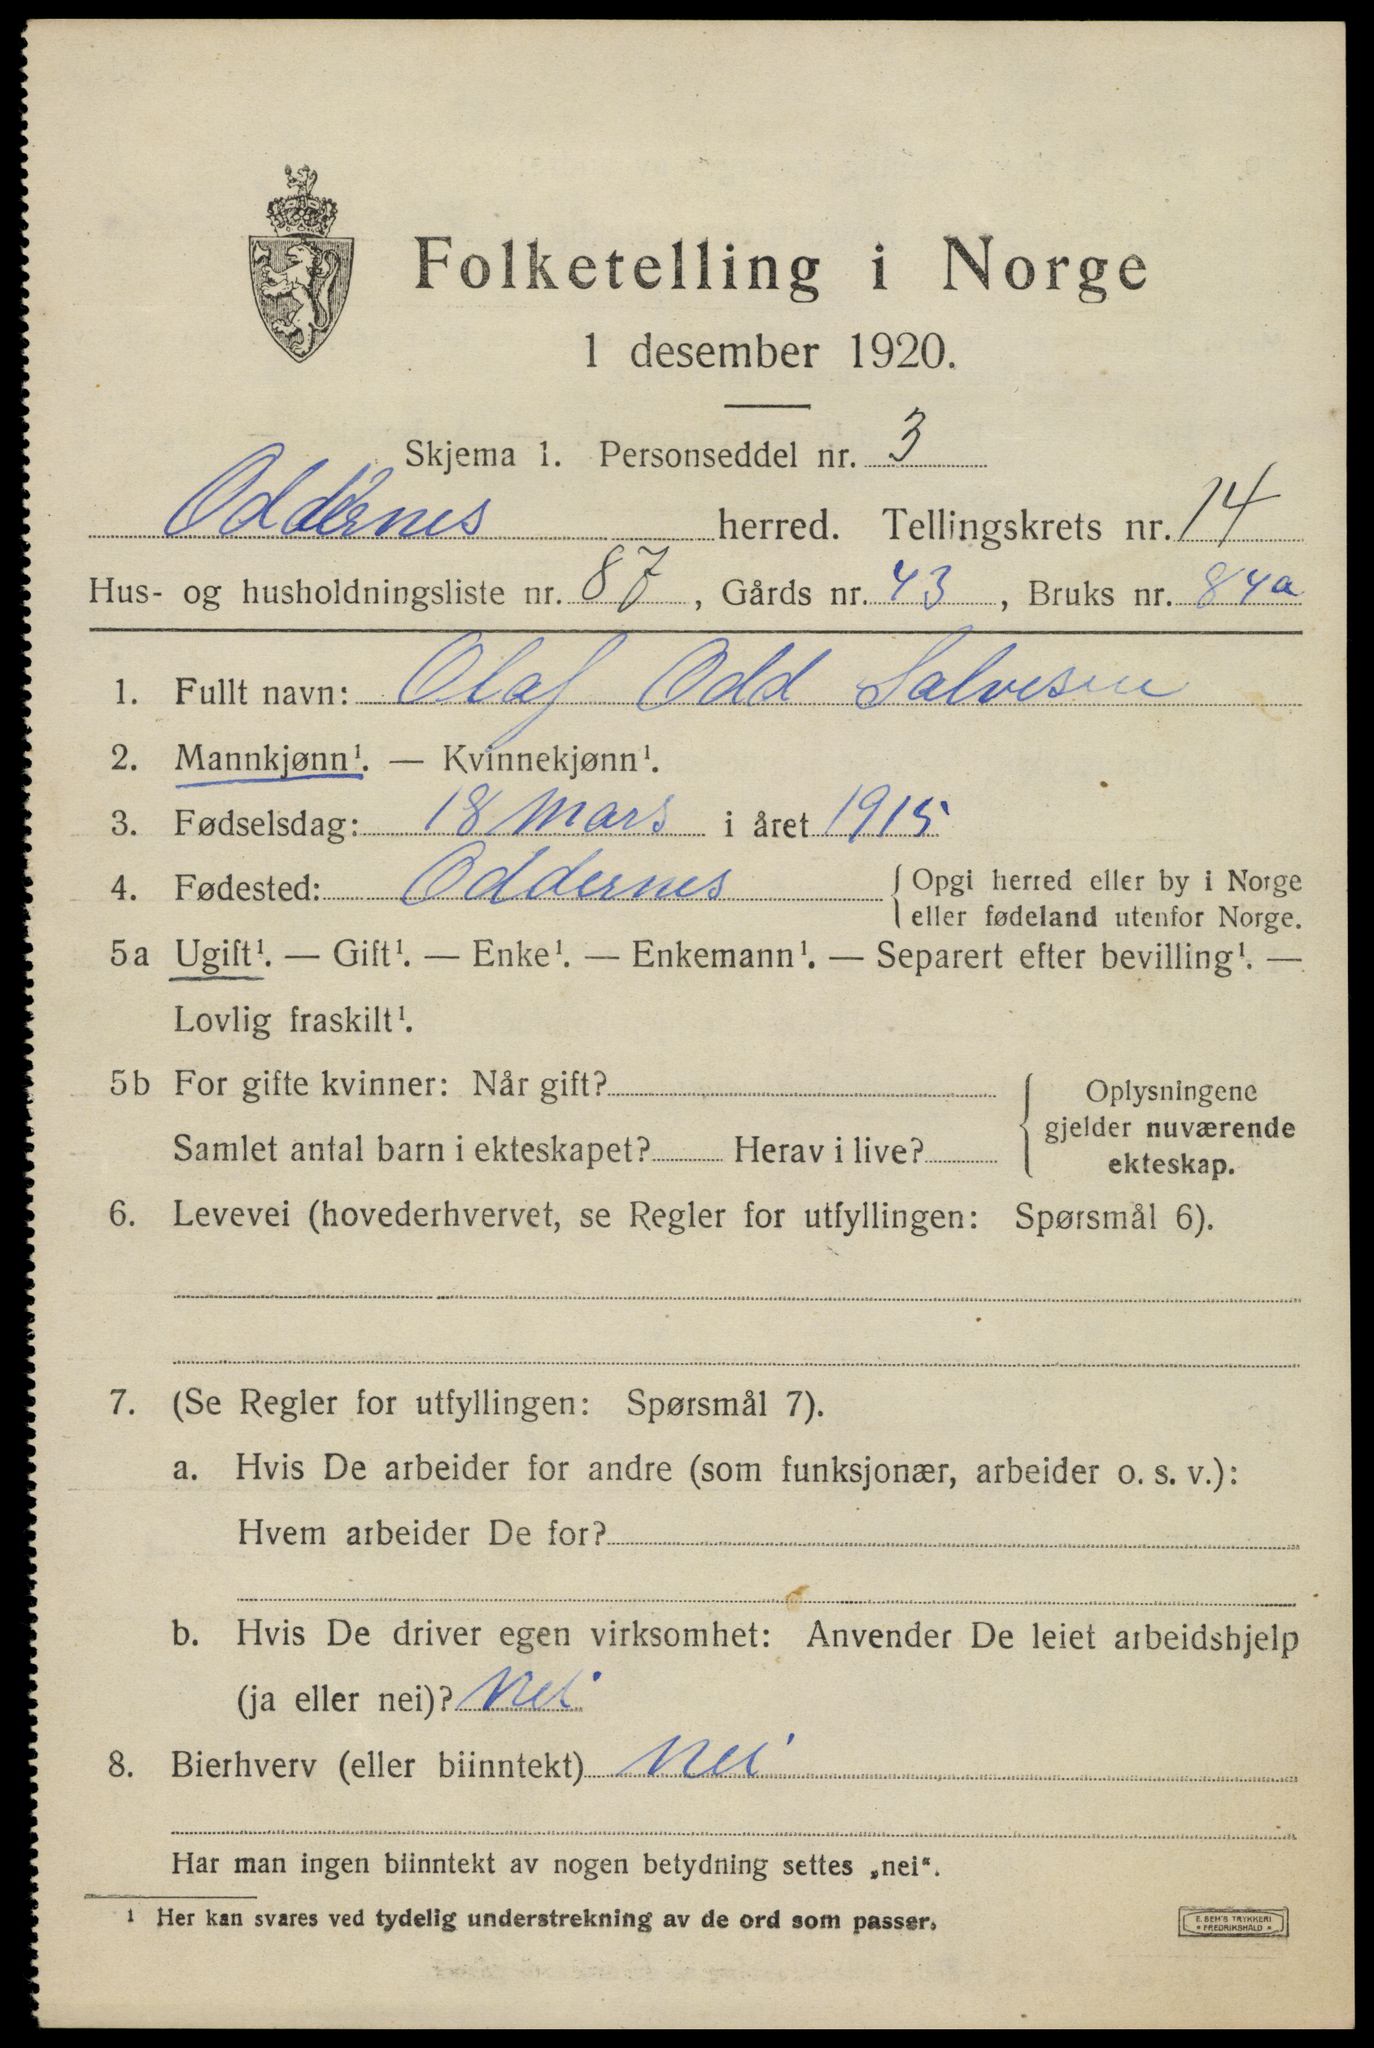 Folketelling i Norge
1 desember 1920.
Skjema 1. Personseddel nr. 3
Oddernes herred. Tellingskrets nr. 14
Hus- og husholdningsliste nr. 87, Gårds nr. 43, Bruks nr. 84a
1. Fullt navn: Olaf Odd Salvesen
2. Mannkjønn¹. — Kvinnekjønn¹.
3. Fødselsdag: 18 Mars i året 1915
4. Fødested: Oddernes { Opgi herred eller by i Norge
eller fødeland utenfor Norge.
5a Ugift¹. — Gift¹. — Enke¹. — Enkemann¹. — Separert efter bevilling¹. —
Lovlig fraskilt¹.
5b For gifte kvinner: Når gift? { Oplysningene
gjelder nuværende
Samlet antal barn i ekteskapet? Herav i live? ekteskap.
6. Levevei (hovederhvervet, se Regler for utfyllingen: Spørsmål 6).
7. (Se Regler for utfyllingen: Spørsmål 7).
a. Hvis De arbeider for andre (som funksjonær, arbeider o. s. v.):
Hvem arbeider De for?
b. Hvis De driver egen virksomhet: Anvender De leiet arbeidshjelp
(ja eller nei)? Nei
8. Bierhverv (eller biinntekt) Nei
Har man ingen biinntekt av nogen betydning settes „nei“.
¹ Her kan svares ved tydelig understrekning av de ord som passer.
E. SEM'S TRYKKERI
* FREDRIKSHALD *